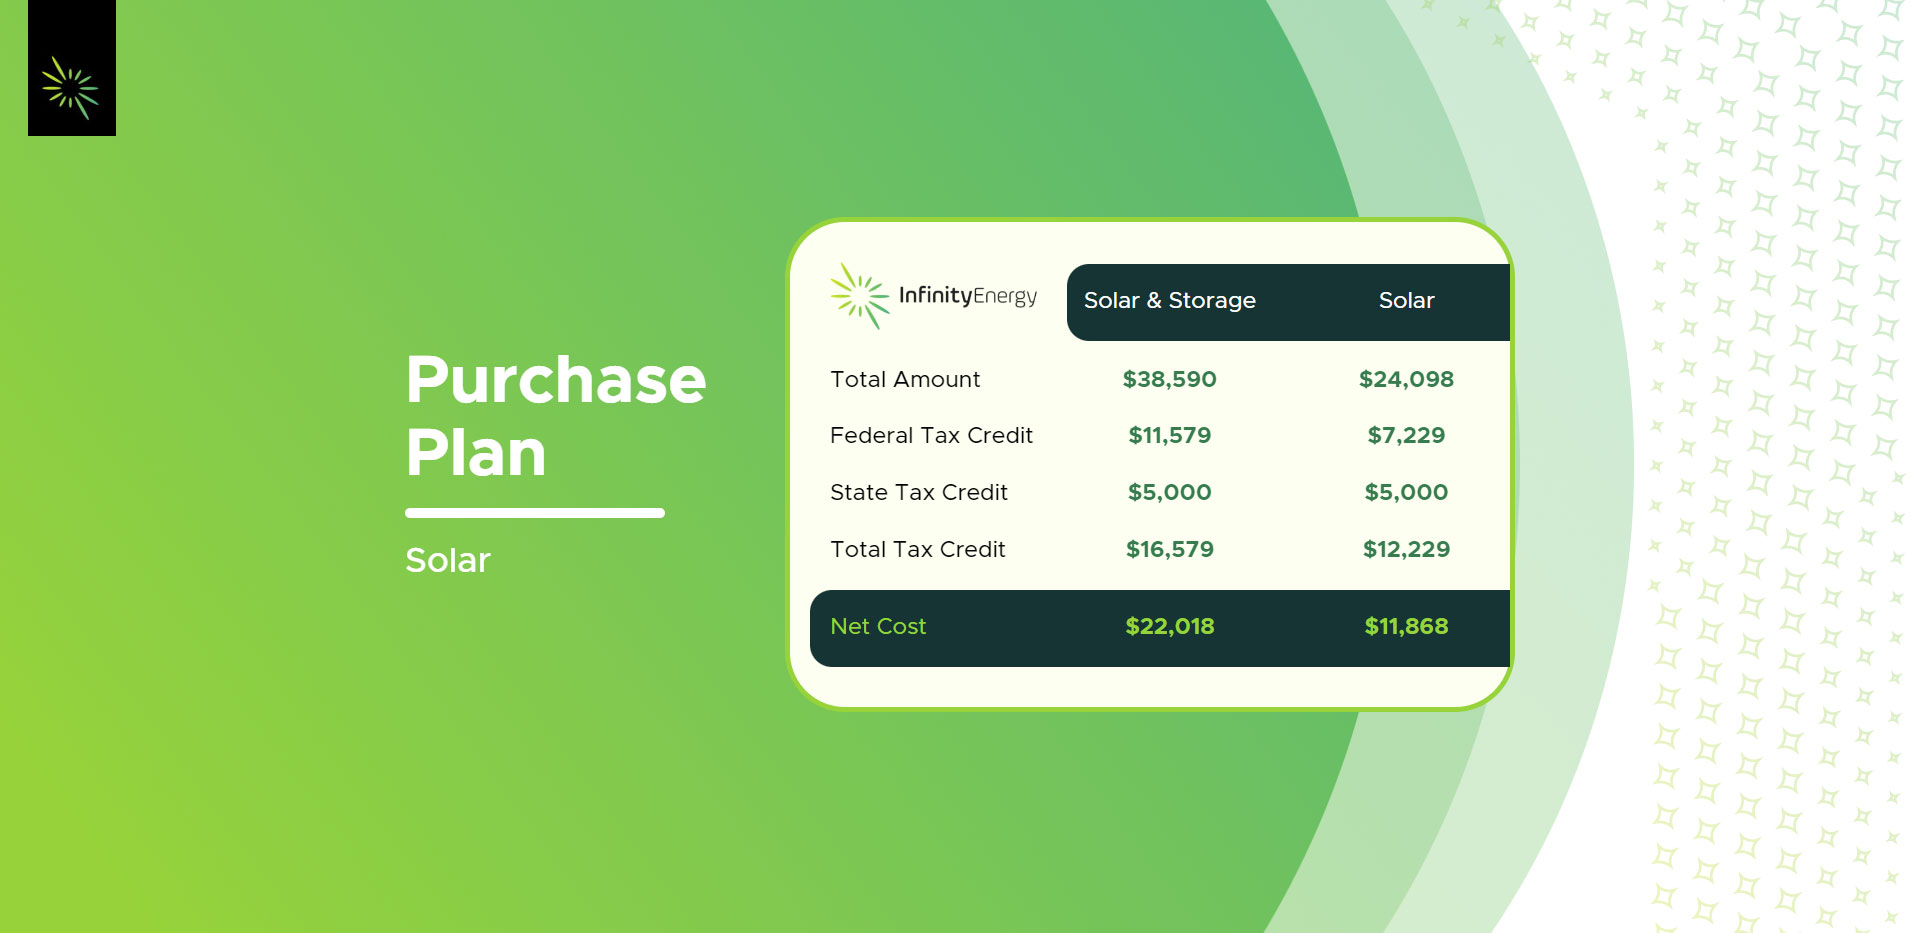 Purchase
Plan
Solar
InfinityEnergy Solar & Storage Solar
Total Amount $38,590 $24,098
Federal Tax Credit $11,579 $7,229
State Tax Credit $5,000 $5,000
Total Tax Credit $16,579 $12,229
Net Cost $22,018 $11,868